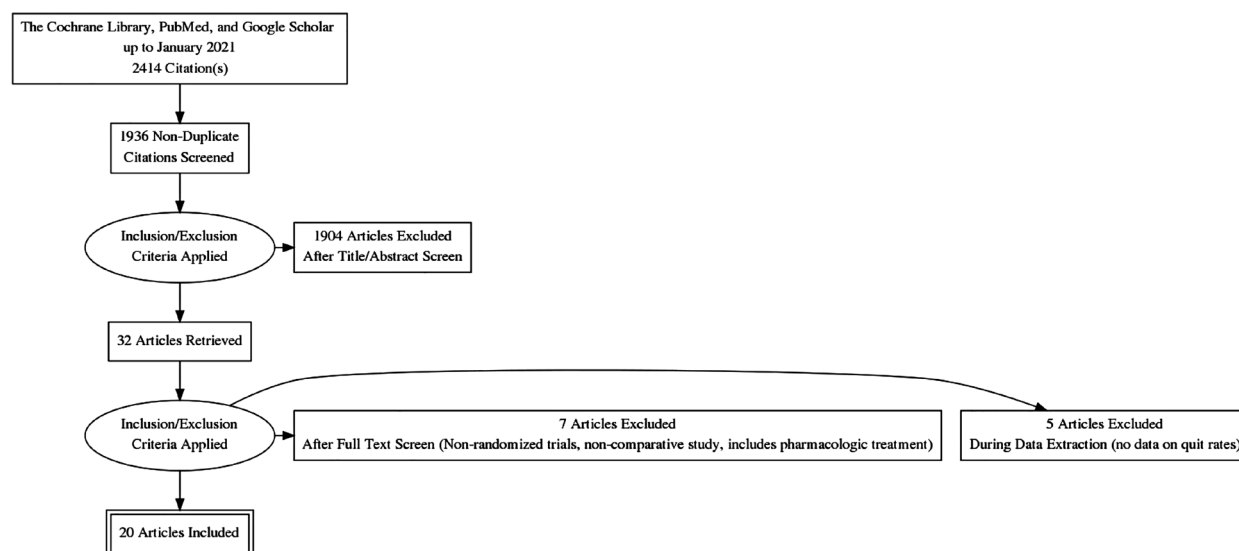 The Cochrane Library, PubMed, and Google Scholar
up to January 2021
2414 Citation(s)
1936 Non-Duplicate
Citations Screened
Inclusion/Exclusion
Criteria Applied
1904 Articles Excluded
After Title/Abstract Screen
32 Articles Retrieved
Inclusion/Exclusion
Criteria Applied
7 Articles Excluded
After Full Text Screen (Non-randomized trials, non-comparative study, includes pharmacologic treatment)
5 Articles Excluded
During Data Extraction (no data on quit rates)
20 Articles Included